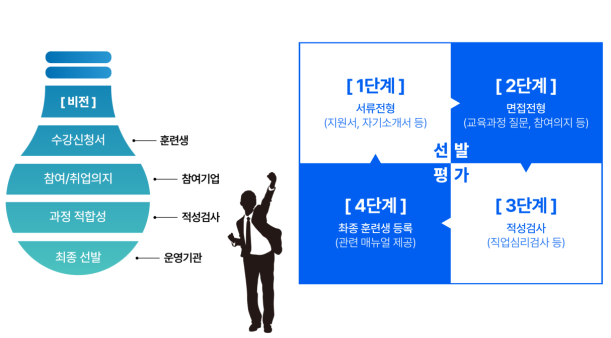 [ 비전 ]
수강신청서
훈련생
참여/취업의지
참여기업
과정 적합성
적성검사
최종 선발
운영기관
[ 1단계 ]
서류전형
(지원서, 자기소개서 등)
[ 2단계 ]
면접전형
(교육과정 질문, 참여의지 등)
선발
평가
[ 4단계 ]
최종 훈련생 등록
(관련 매뉴얼 제공)
[ 3단계 ]
적성검사
(직업심리검사 등)